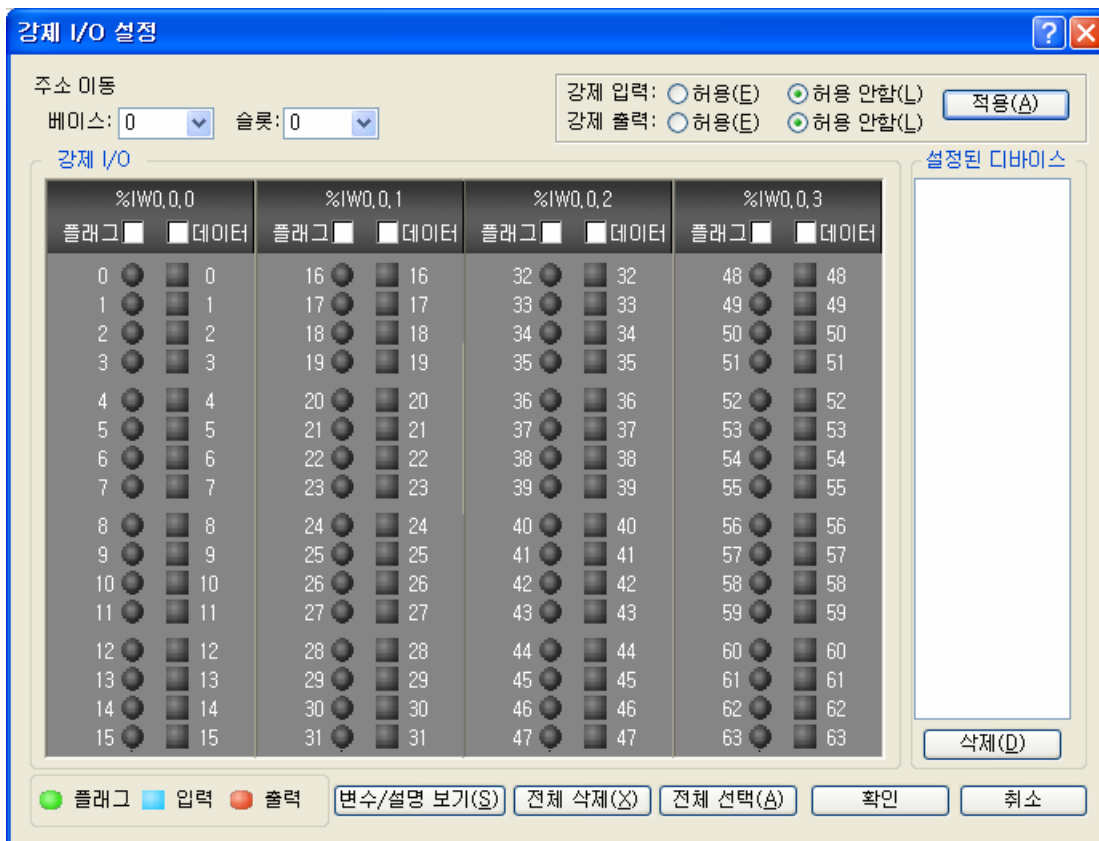 강제 I/O 설정
주소 이동
베이스: 0 슬롯: 0
강제 입력: 허용(E) 허용 안함(L)
강제 출력: 허용(E) 허용 안함(L)
적용(A)
강제 I/O
설정된 디바이스
%IW0,0,0 %IW0,0,1 %IW0,0,2 %IW0,0,3
플래그 데이터 플래그 데이터 플래그 데이터 플래그 데이터
0 0 16 16 32 32 48 48
1 1 17 17 33 33 49 49
2 2 18 18 34 34 50 50
3 3 19 19 35 35 51 51
4 4 20 20 36 36 52 52
5 5 21 21 37 37 53 53
6 6 22 22 38 38 54 54
7 7 23 23 39 39 55 55
8 8 24 24 40 40 56 56
9 9 25 25 41 41 57 57
10 10 26 26 42 42 58 58
11 11 27 27 43 43 59 59
12 12 28 28 44 44 60 60
13 13 29 29 45 45 61 61
14 14 30 30 46 46 62 62
15 15 31 31 47 47 63 63
삭제(D)
플래그 입력 출력
변수/설명 보기(S) 전체 삭제(X) 전체 선택(A) 확인 취소